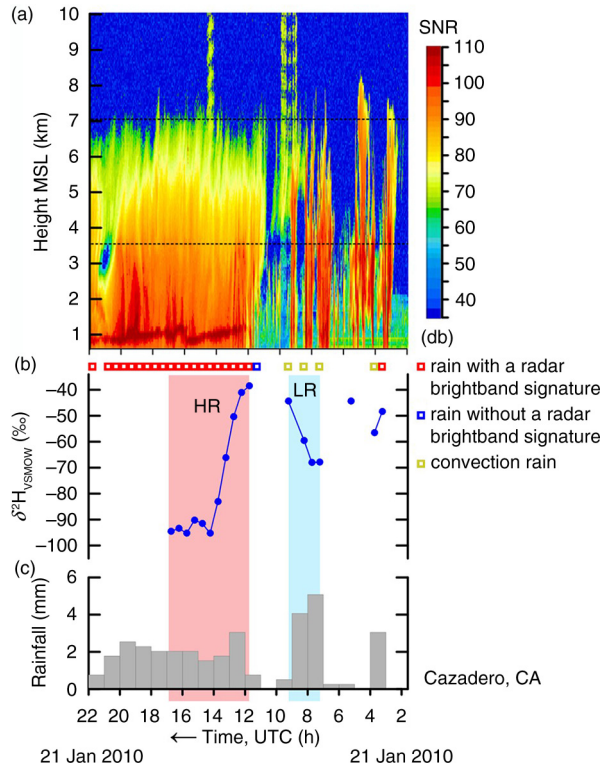 (a)
SNR
10
9
8
7
6
5
4
3
2
1
Height MSL (km)
110
100
90
80
70
60
50
40
(db)
(b)
−40
−50
−60
−70
−80
−90
−100
δ²H_VSMOW (‰)
HR
LR
rain with a radar
brightband signature
rain without a radar
brightband signature
convection rain
(c)
6
4
2
0
Rainfall (mm)
Cazadero, CA
22 20 18 16 14 12 10 8 6 4 2
← Time, UTC (h)
21 Jan 2010
21 Jan 2010